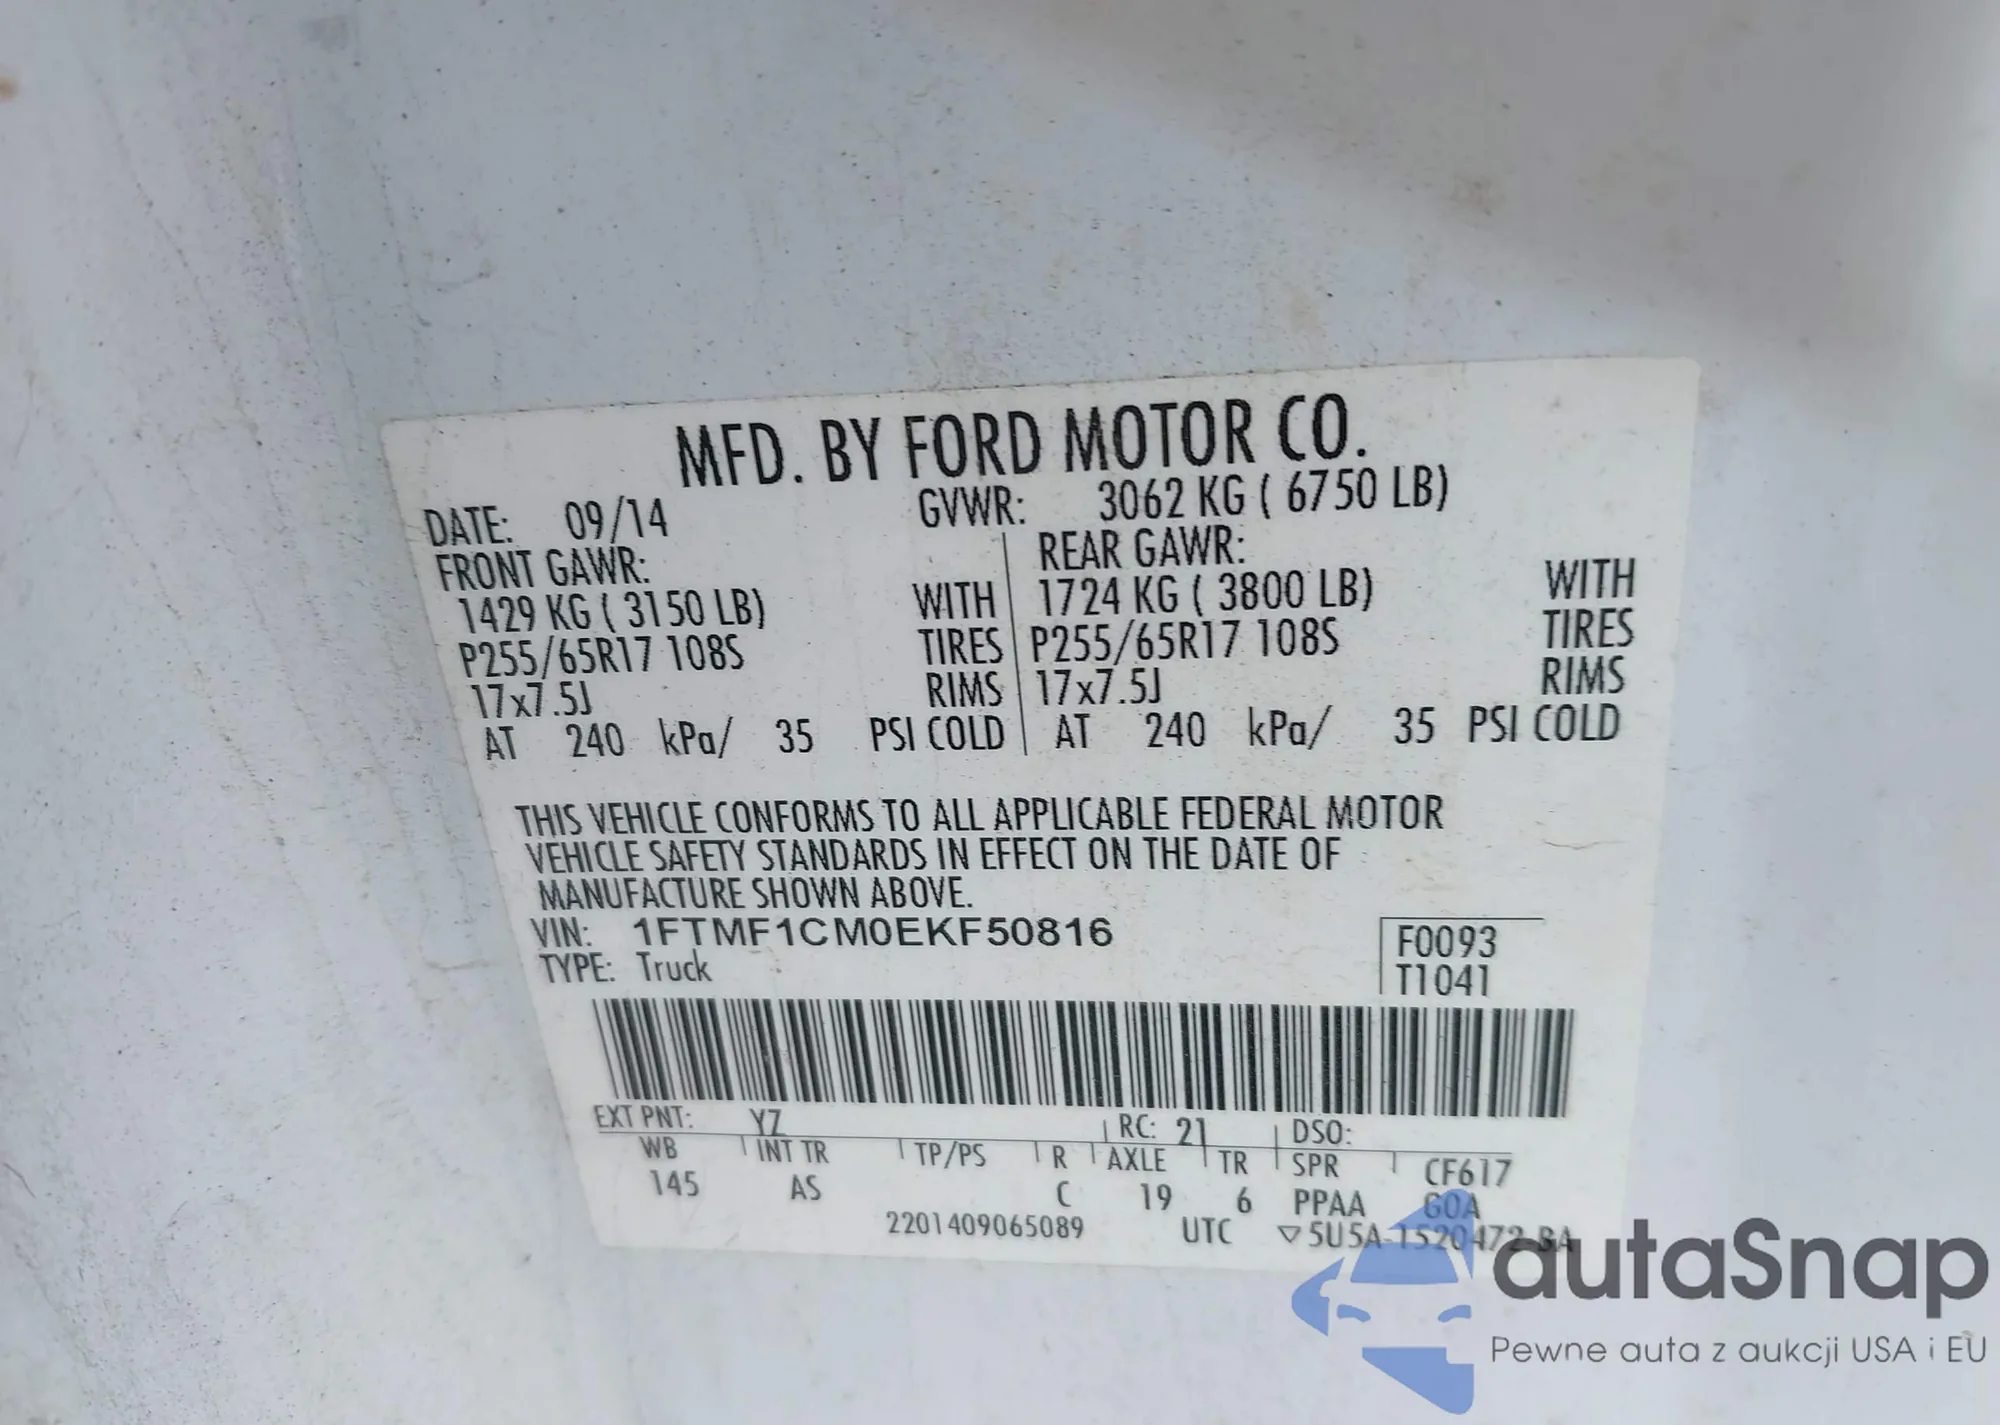 MFD. BY FORD MOTOR CO.
DATE: 09/14 GVWR: 3062 KG ( 6750 LB)
FRONT GAWR: REAR GAWR:
1429 KG ( 3150 LB) WITH 1724 KG ( 3800 LB) WITH
P255/65R17 108S TIRES P255/65R17 108S TIRES
17x7.5J RIMS 17x7.5J RIMS
AT 240 kPa/ 35 PSI COLD AT 240 kPa/ 35 PSI COLD
THIS VEHICLE CONFORMS TO ALL APPLICABLE FEDERAL MOTOR
VEHICLE SAFETY STANDARDS IN EFFECT ON THE DATE OF
MANUFACTURE SHOWN ABOVE.
VIN: 1FTMF1CM0EKF50816 F0093
TYPE: Truck T1041
EXT PNT: YZ RC: 21 DSO:
WB INT TR TP/PS R AXLE TR SPR CF617
145 AS C 19 6 PPAA G0A
2201409065089 UTC ▽5U5A-1520472-BA
autaSnap
Pewne auta z aukcji USA i EU